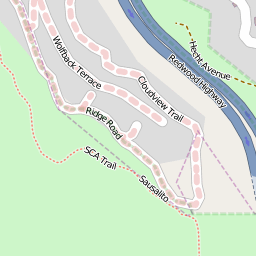 Wolfback Terrace
Cloudview Trail
Redwood Highway
Hecht Avenue
Ridge Road
SCA Trail
Sausalito